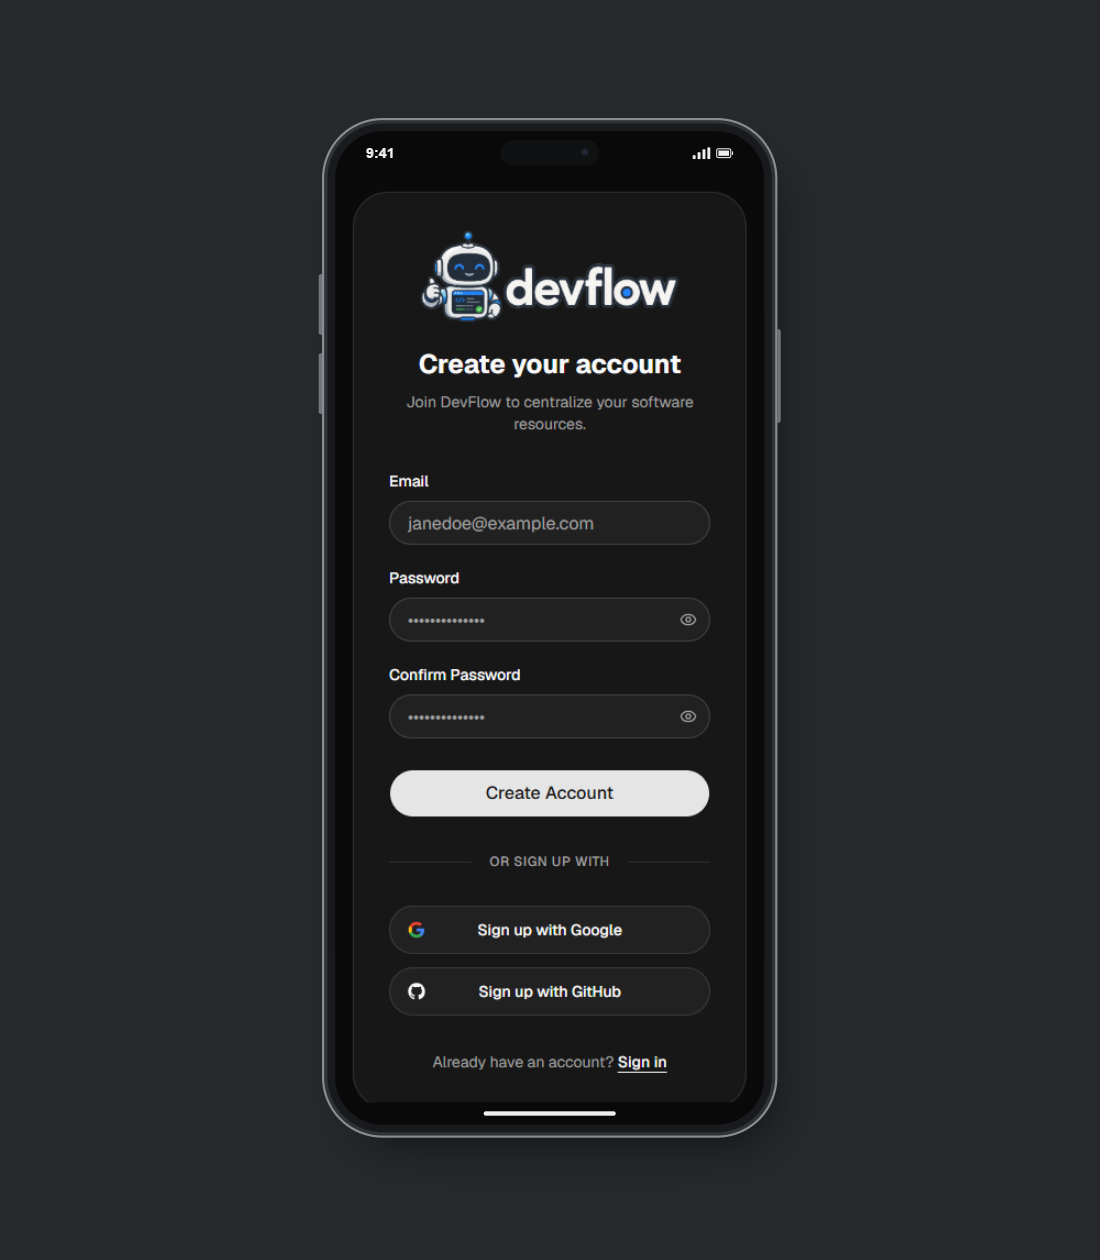 9:41
devflow
Create your account
Join DevFlow to centralize your software
resources.
Email
janedoe@example.com
Password
••••••••••••••
Confirm Password
••••••••••••••
Create Account
OR SIGN UP WITH
Sign up with Google
Sign up with GitHub
Already have an account? Sign in